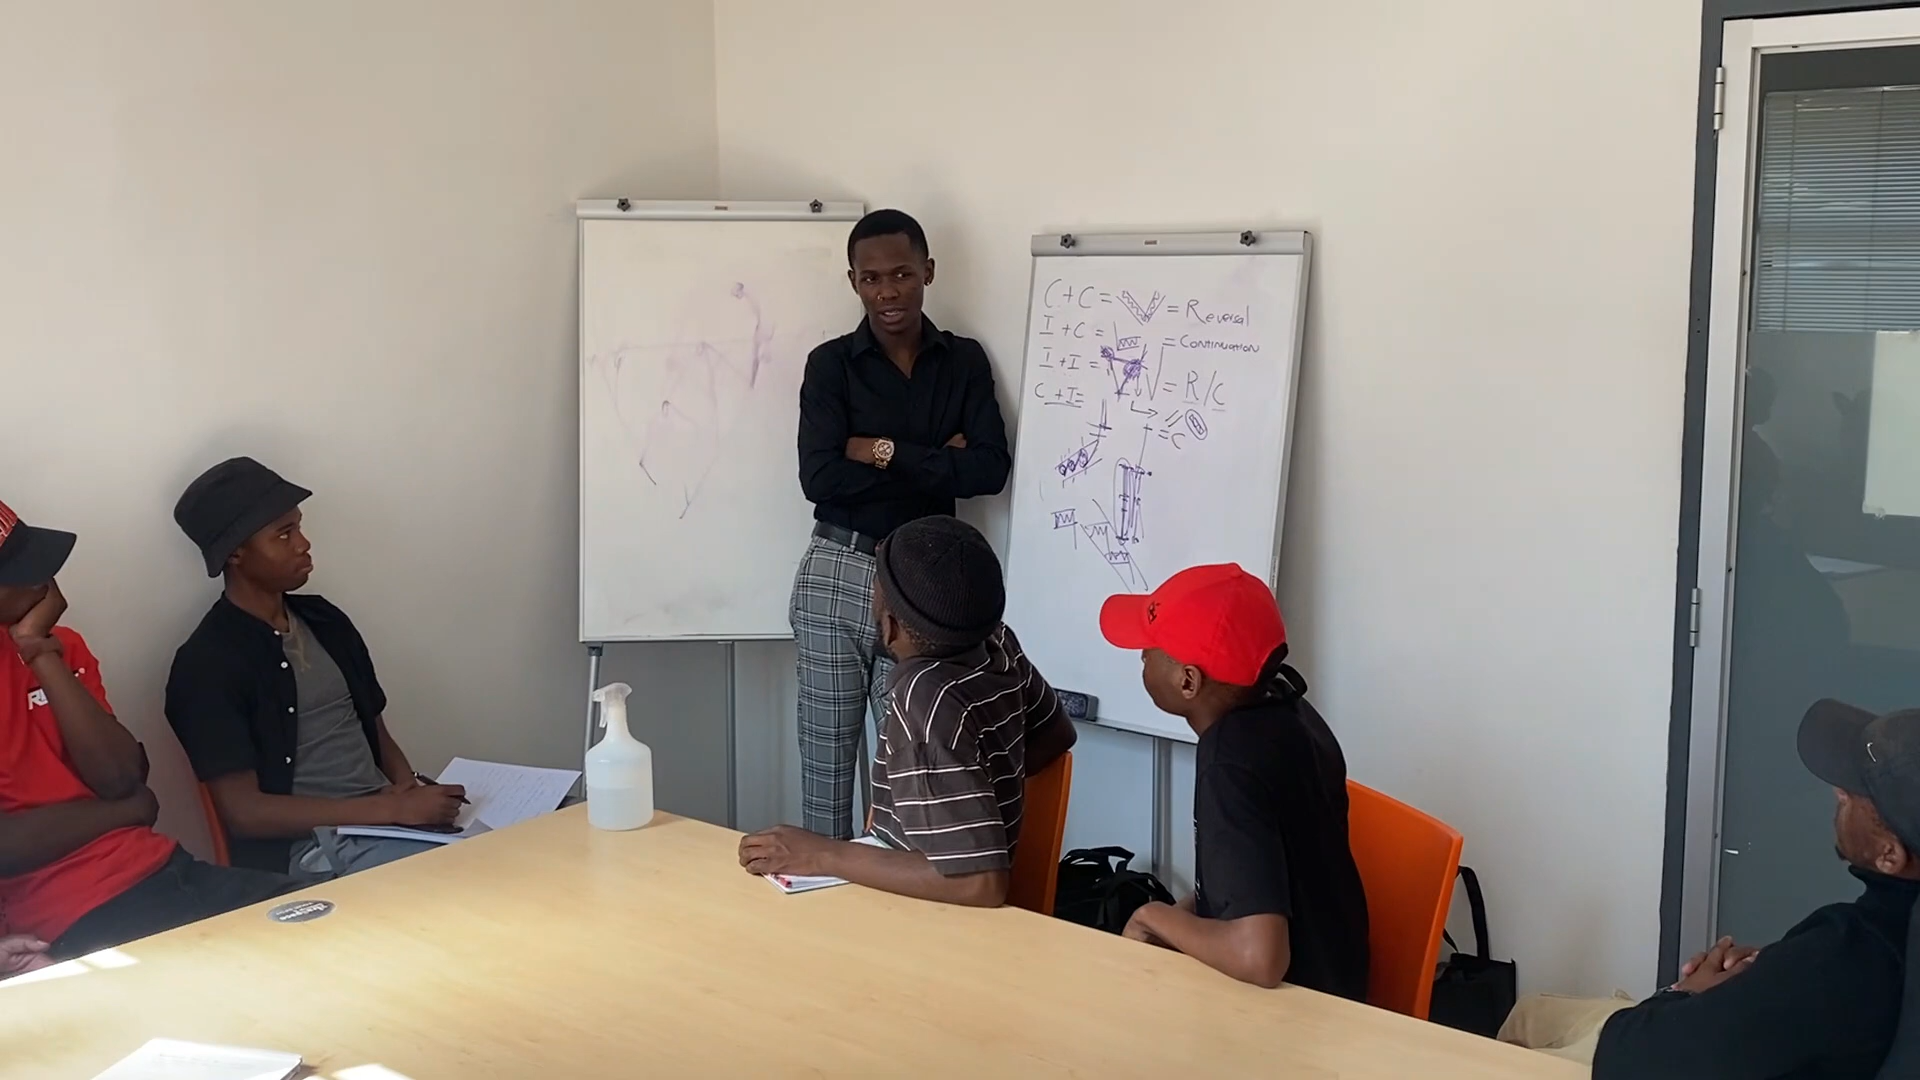 C + C = = Reversal
I + C = = Continuation
I + I = = R/C
C + I =
= C